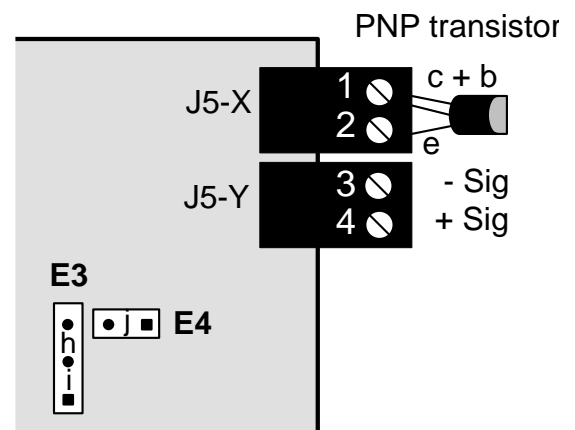 PNP transistor
J5-X
1
c + b
2
e
J5-Y
3
- Sig
4
+ Sig
E3
h
i
j
E4